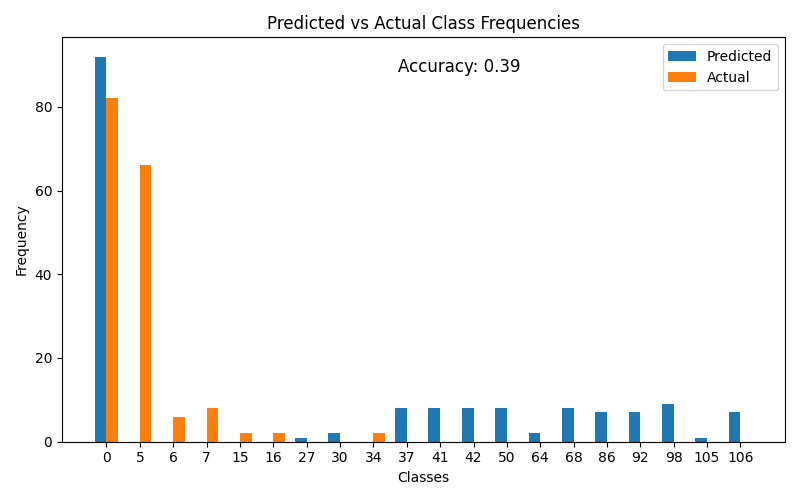 Predicted vs Actual Class Frequencies
Accuracy: 0.39
Predicted
Actual
Frequency
80
60
40
20
0
0 5 6 7 15 16 27 30 34 37 41 42 50 64 68 86 92 98 105 106
Classes